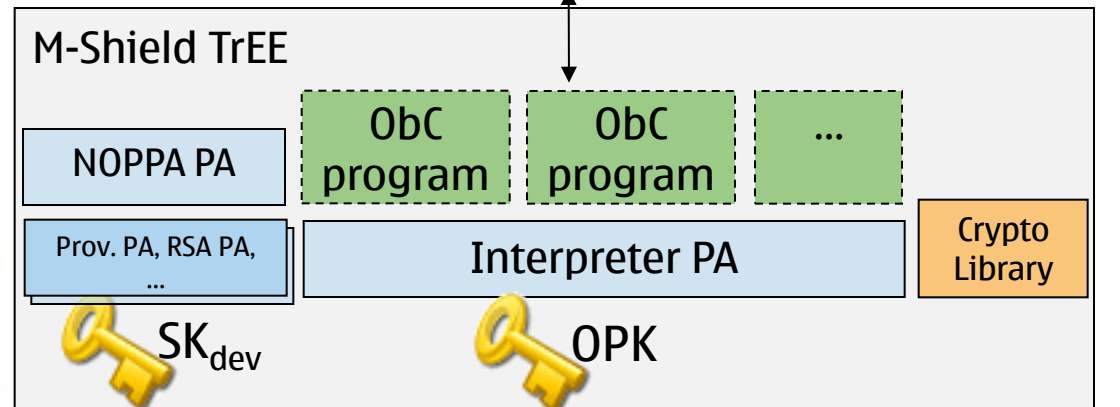 M-Shield TrEE
ObC
program
ObC
program
...
NOPPA PA
Prov. PA, RSA PA,
...
Interpreter PA
Crypto
Library
SKdev
OPK